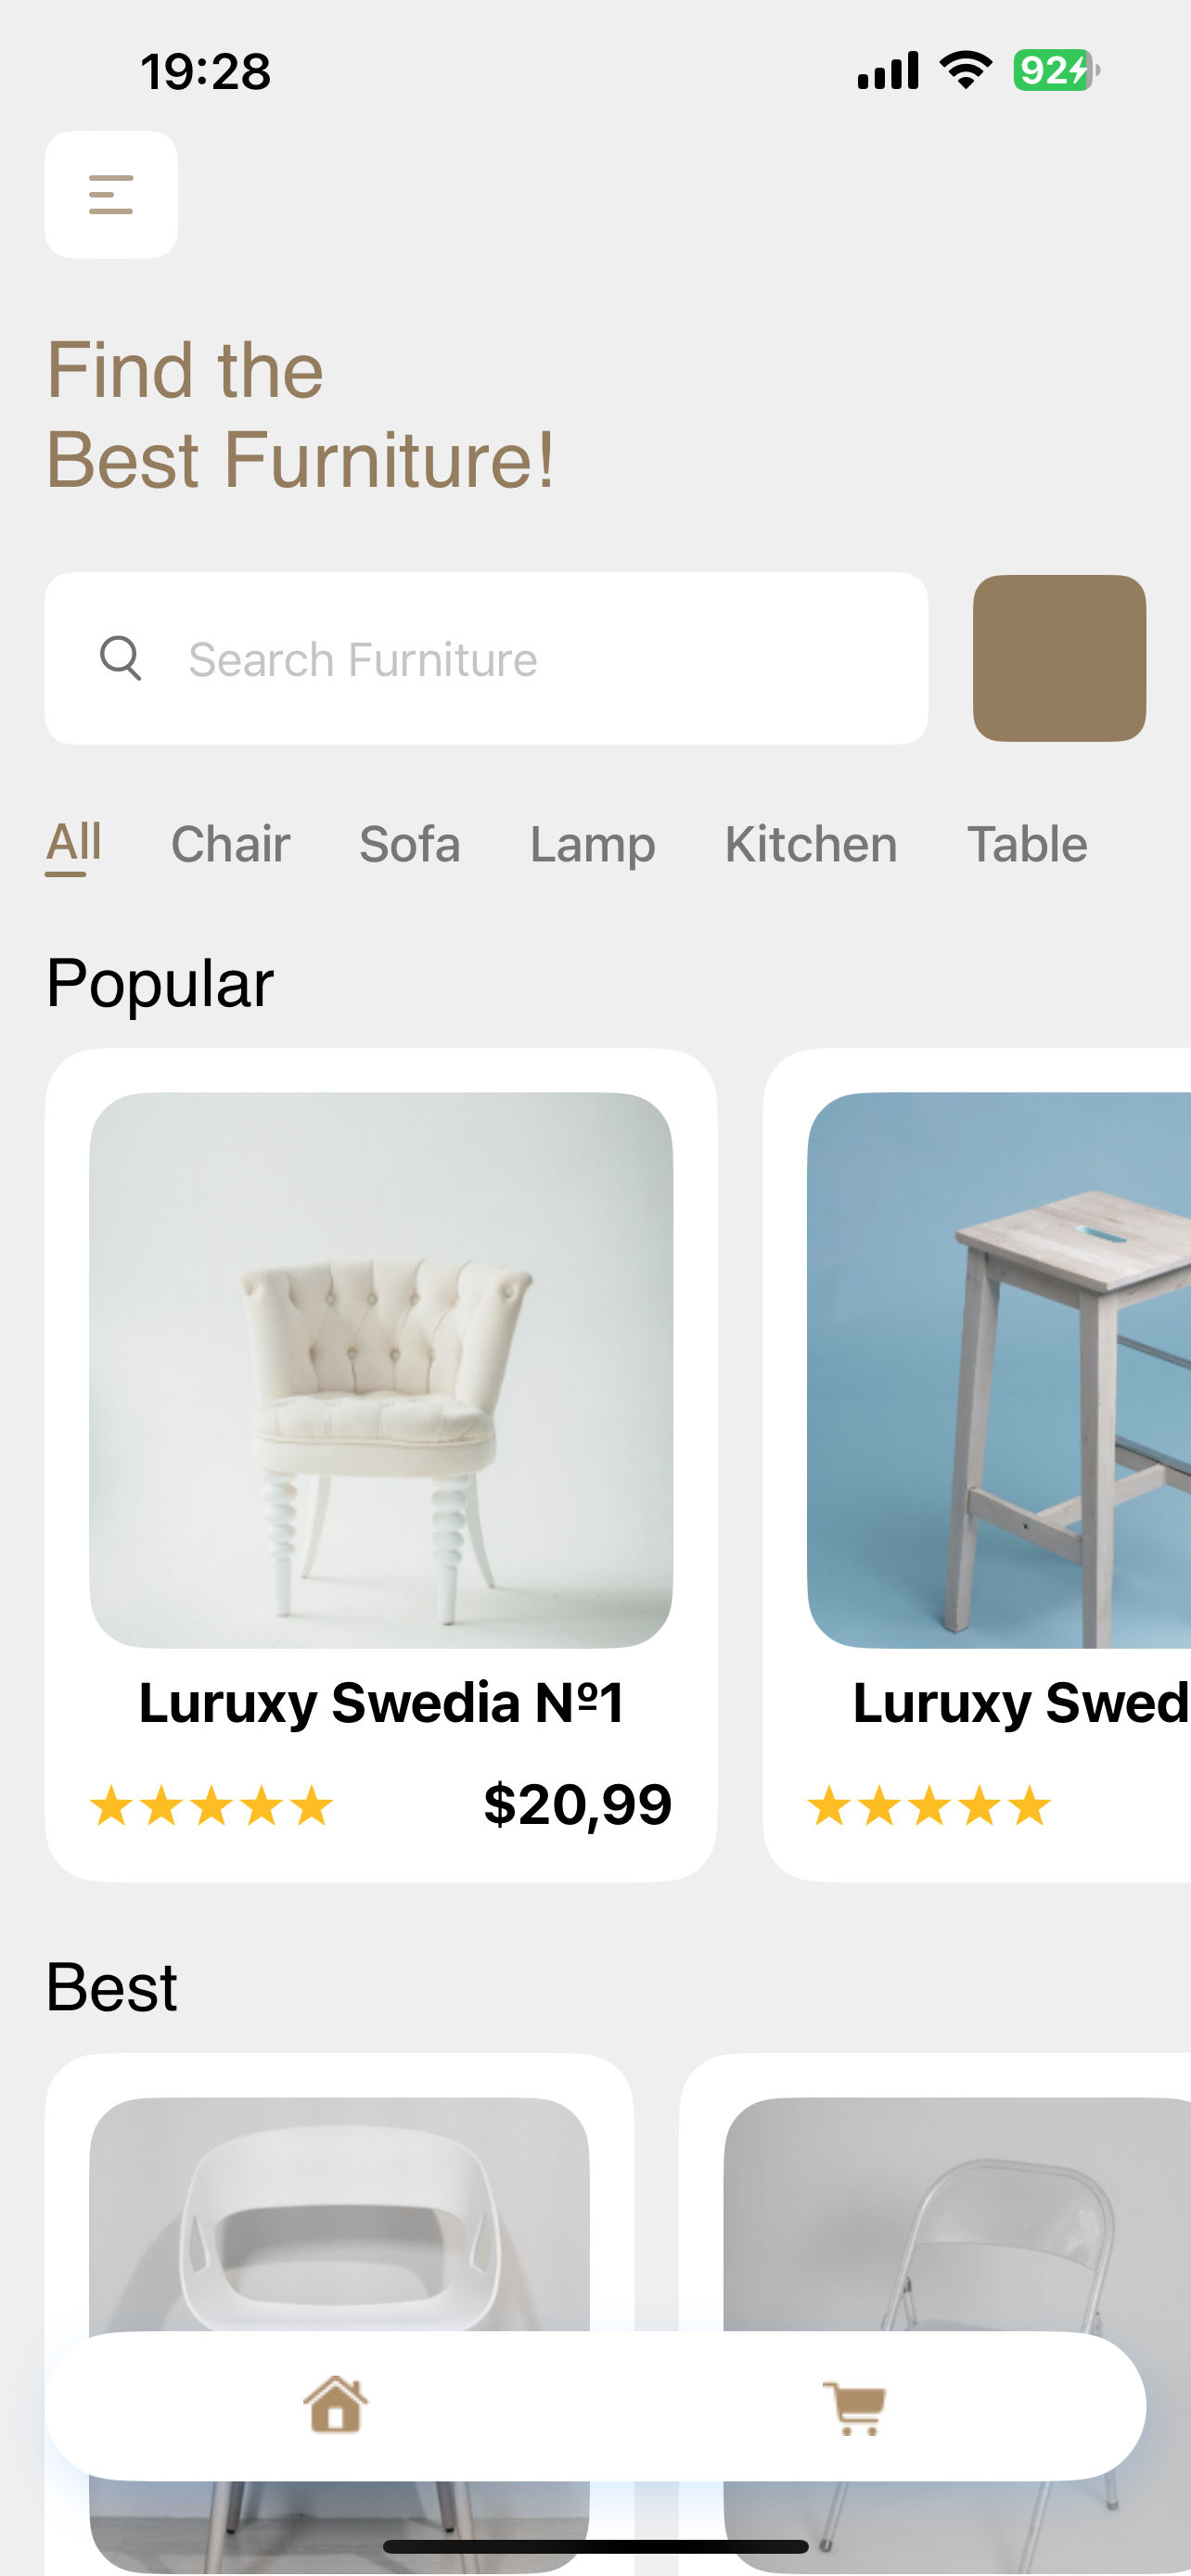 19:28
92
Find the
Best Furniture!
Search Furniture
All Chair Sofa Lamp Kitchen Table
Popular
Luruxy Swedia Nº1
Luruxy Swed
$20,99
Best